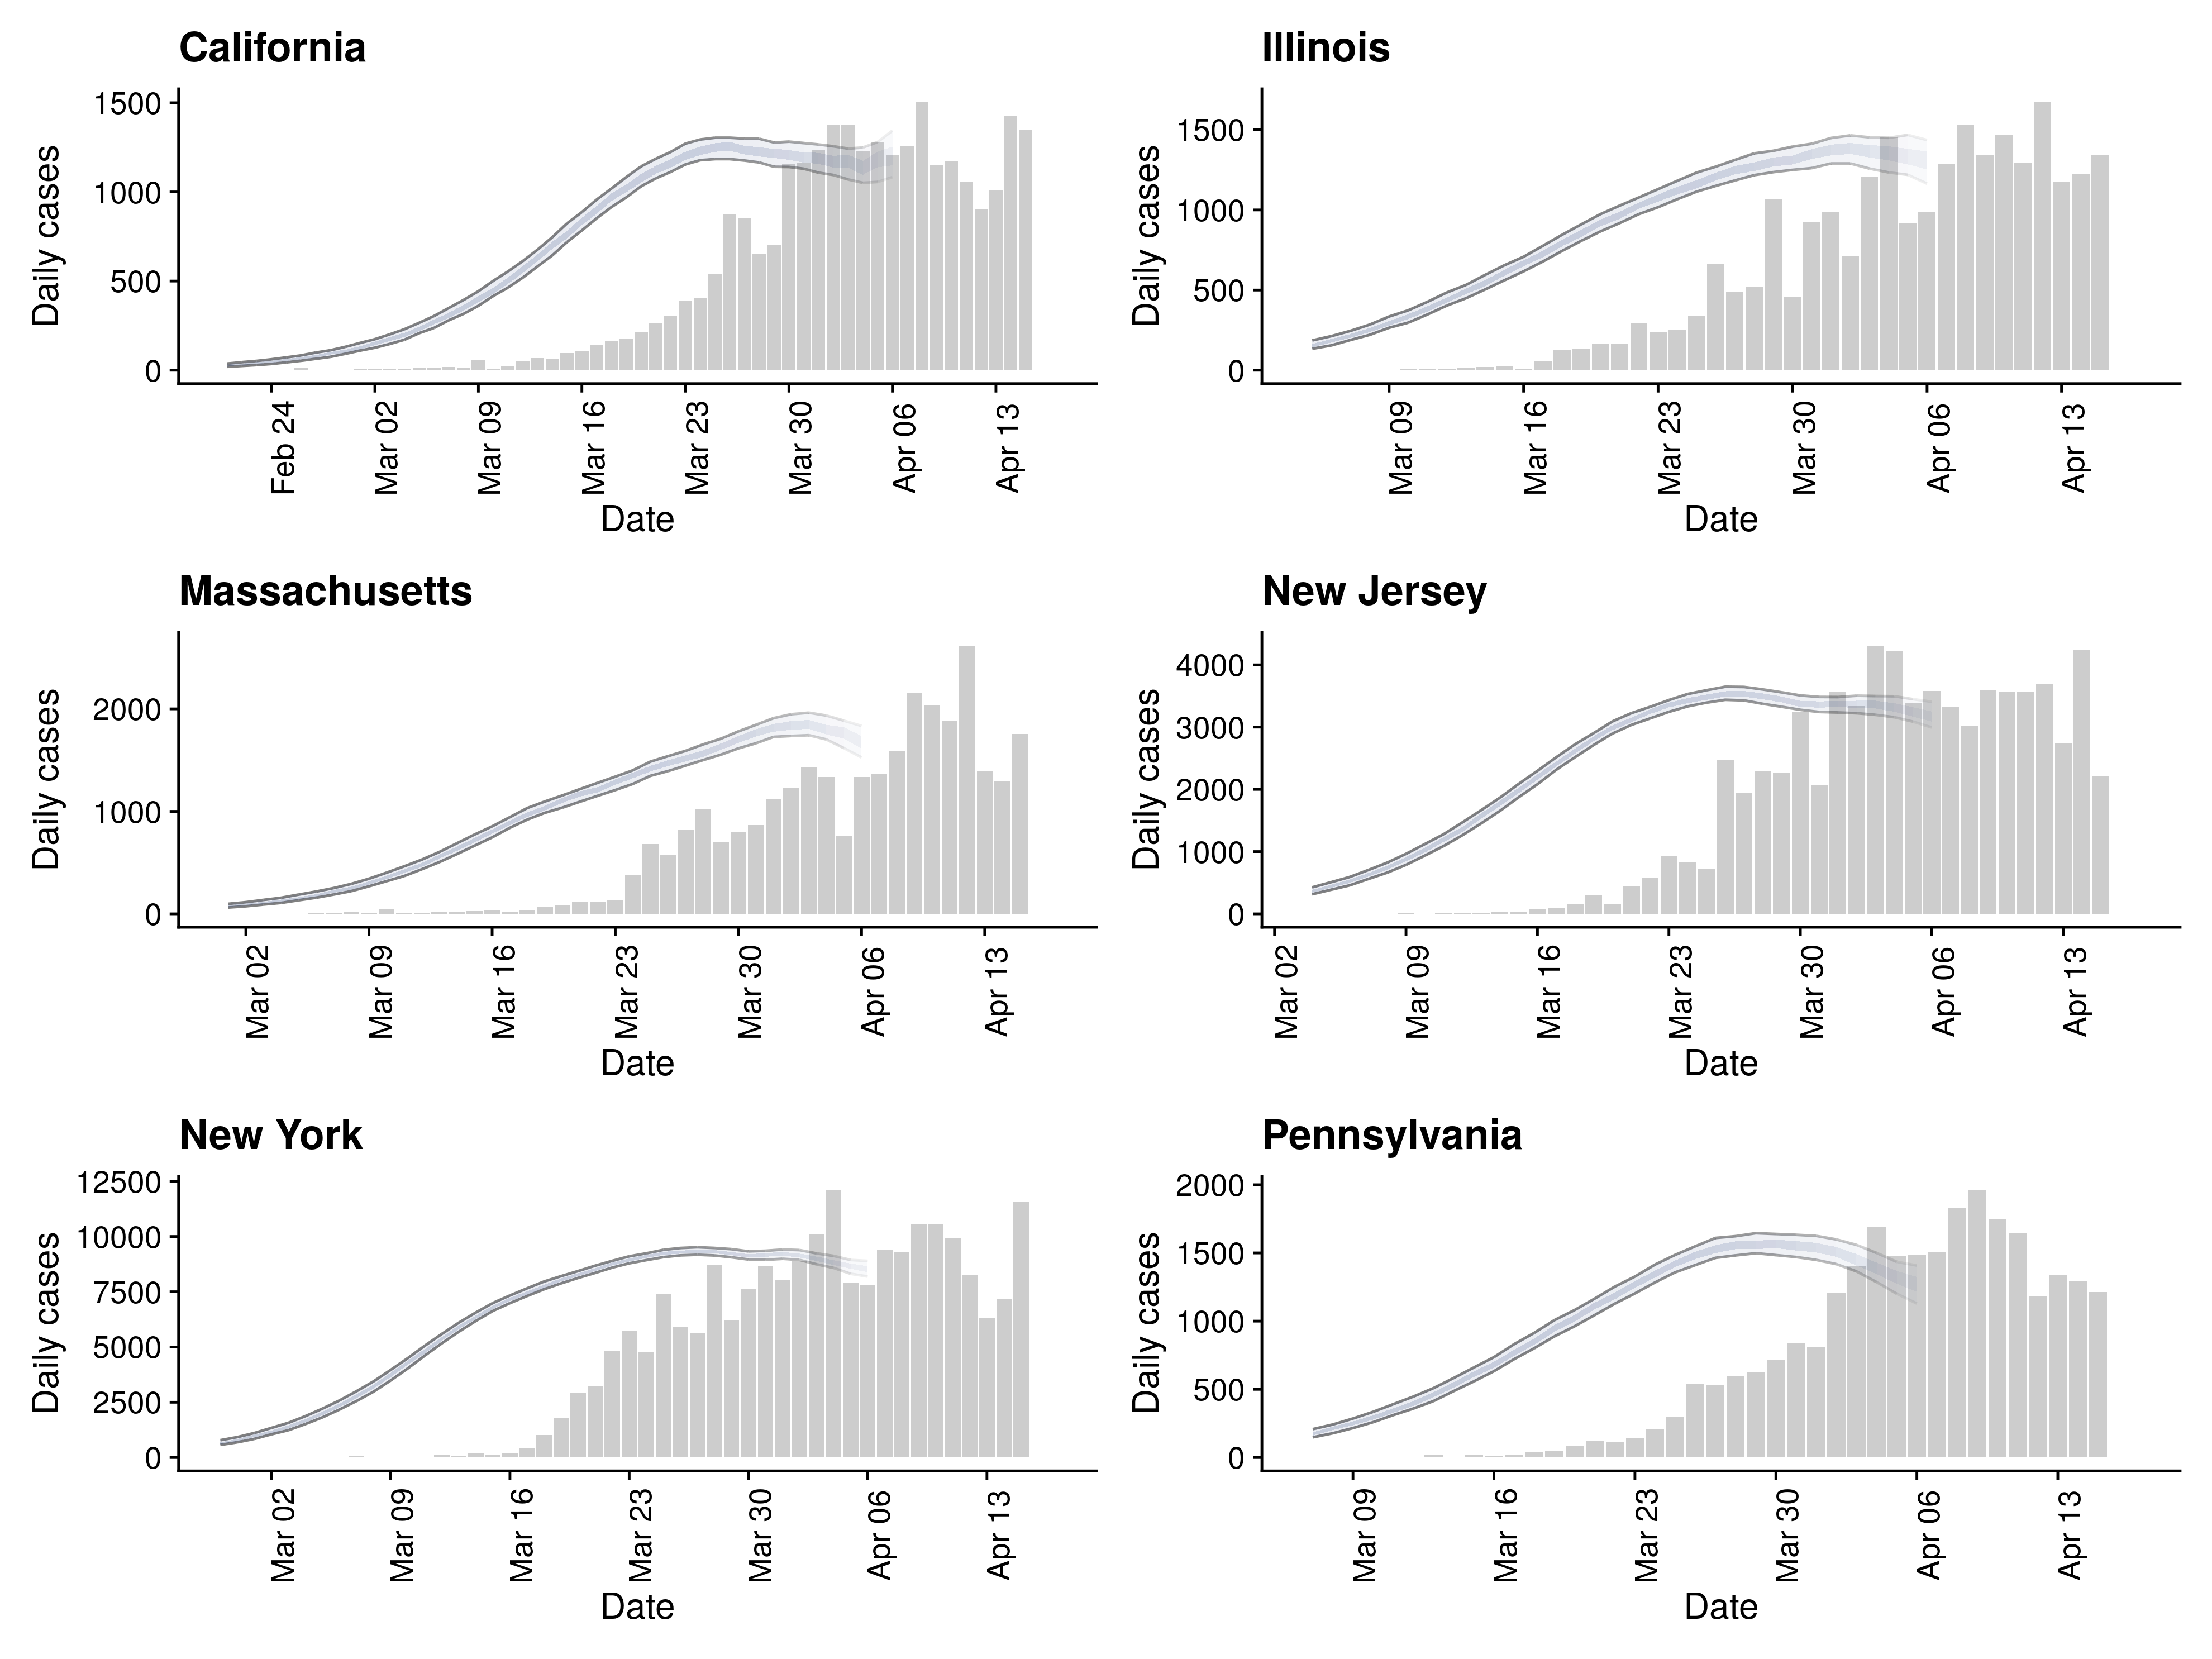 California
Daily cases
1500
1000
500
0
Feb 24
Mar 02
Mar 09
Mar 16
Mar 23
Mar 30
Apr 06
Apr 13
Date
Illinois
Daily cases
1500
1000
500
0
Mar 09
Mar 16
Mar 23
Mar 30
Apr 06
Apr 13
Date
Massachusetts
Daily cases
2000
1000
0
Mar 02
Mar 09
Mar 16
Mar 23
Mar 30
Apr 06
Apr 13
Date
New Jersey
Daily cases
4000
3000
2000
1000
0
Mar 02
Mar 09
Mar 16
Mar 23
Mar 30
Apr 06
Apr 13
Date
New York
Daily cases
12500
10000
7500
5000
2500
0
Mar 02
Mar 09
Mar 16
Mar 23
Mar 30
Apr 06
Apr 13
Date
Pennsylvania
Daily cases
2000
1500
1000
500
0
Mar 09
Mar 16
Mar 23
Mar 30
Apr 06
Apr 13
Date